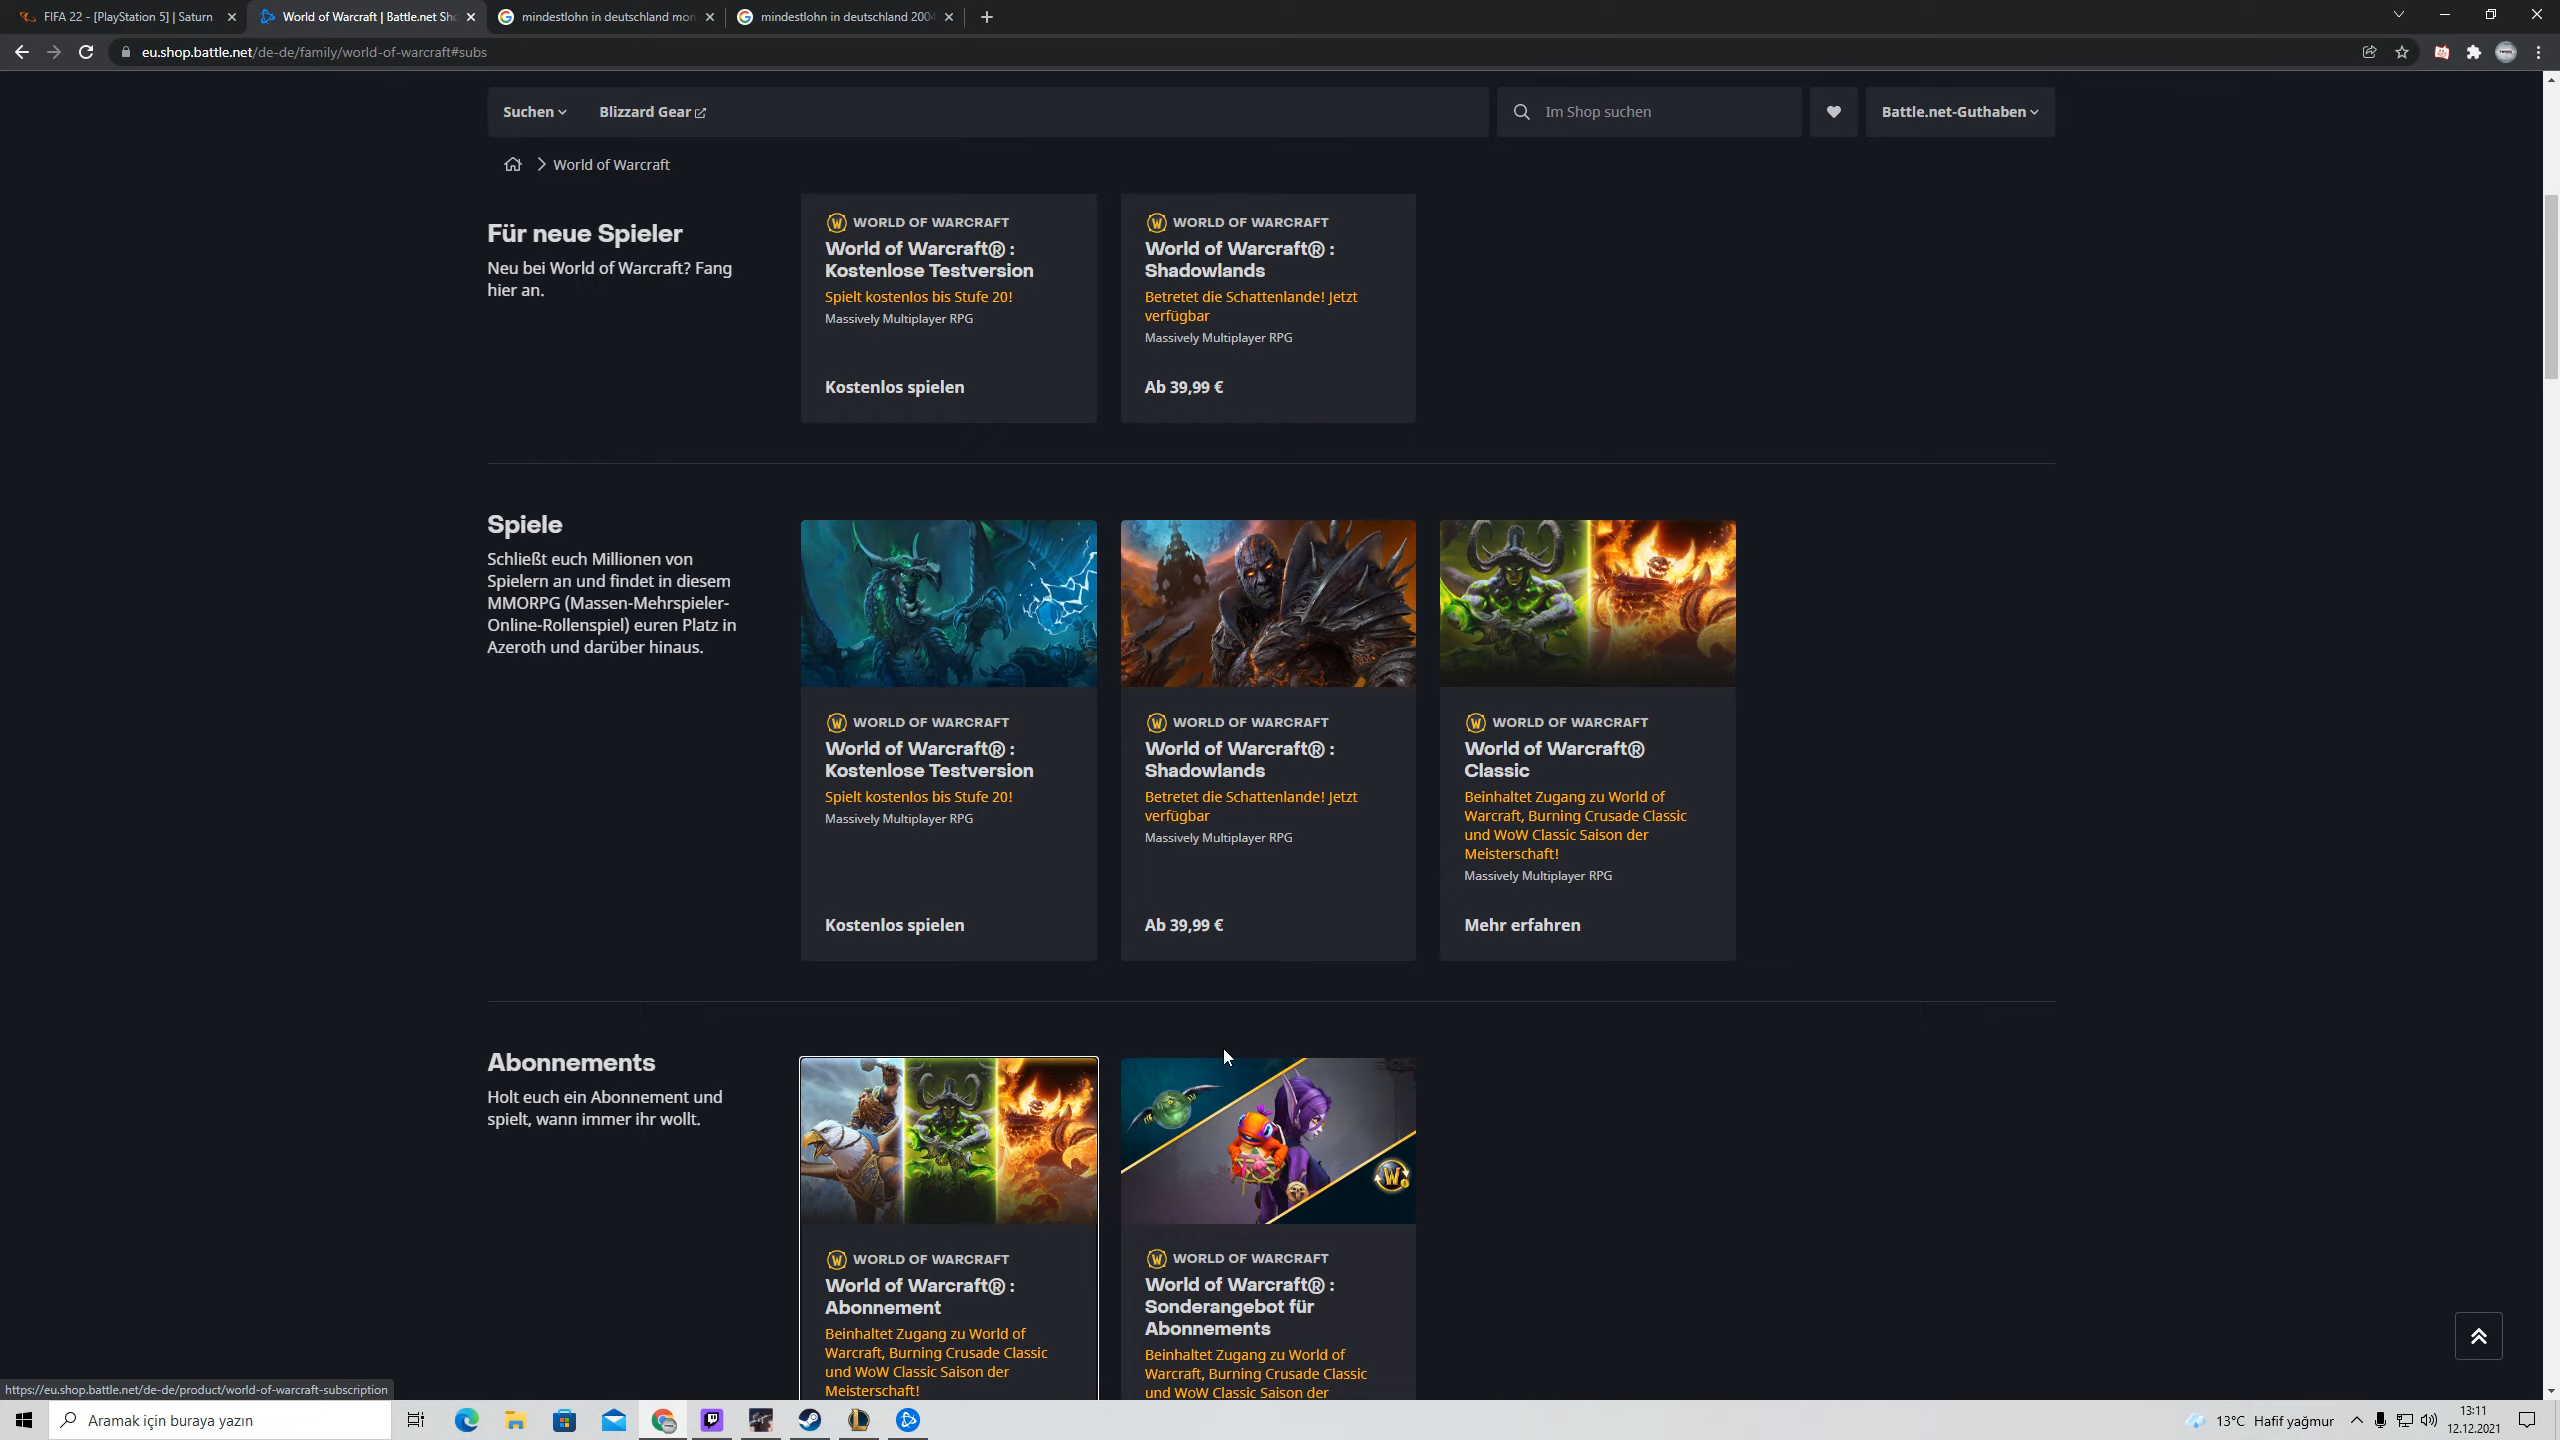 FIFA 22 - [PlayStation 5] | Saturn
World of Warcraft | Battle.net Sho
mindestlohn in deutschland mon
mindestlohn in deutschland 2004
eu.shop.battle.net/de-de/family/world-of-warcraft#subs
Suchen
Blizzard Gear
Im Shop suchen
Battle.net-Guthaben
World of Warcraft
Für neue Spieler
Neu bei World of Warcraft? Fang
hier an.
WORLD OF WARCRAFT
World of Warcraft® :
Kostenlose Testversion
Spielt kostenlos bis Stufe 20!
Massively Multiplayer RPG
Kostenlos spielen
WORLD OF WARCRAFT
World of Warcraft® :
Shadowlands
Betretet die Schattenlande! Jetzt
verfügbar
Massively Multiplayer RPG
Ab 39,99 €
Spiele
Schließt euch Millionen von
Spielern an und findet in diesem
MMORPG (Massen-Mehrspieler-
Online-Rollenspiel) euren Platz in
Azeroth und darüber hinaus.
WORLD OF WARCRAFT
World of Warcraft® :
Kostenlose Testversion
Spielt kostenlos bis Stufe 20!
Massively Multiplayer RPG
Kostenlos spielen
WORLD OF WARCRAFT
World of Warcraft® :
Shadowlands
Betretet die Schattenlande! Jetzt
verfügbar
Massively Multiplayer RPG
Ab 39,99 €
WORLD OF WARCRAFT
World of Warcraft®
Classic
Beinhaltet Zugang zu World of
Warcraft, Burning Crusade Classic
und WoW Classic Saison der
Meisterschaft!
Massively Multiplayer RPG
Mehr erfahren
Abonnements
Holt euch ein Abonnement und
spielt, wann immer ihr wollt.
WORLD OF WARCRAFT
World of Warcraft® :
Abonnement
Beinhaltet Zugang zu World of
Warcraft, Burning Crusade Classic
und WoW Classic Saison der
Meisterschaft!
WORLD OF WARCRAFT
World of Warcraft® :
Sonderangebot für
Abonnements
Beinhaltet Zugang zu World of
Warcraft, Burning Crusade Classic
und WoW Classic Saison der
https://eu.shop.battle.net/de-de/product/world-of-warcraft-subscription
Aramak için buraya yazın
13°C Hafif yağmur
13:11
12.12.2021